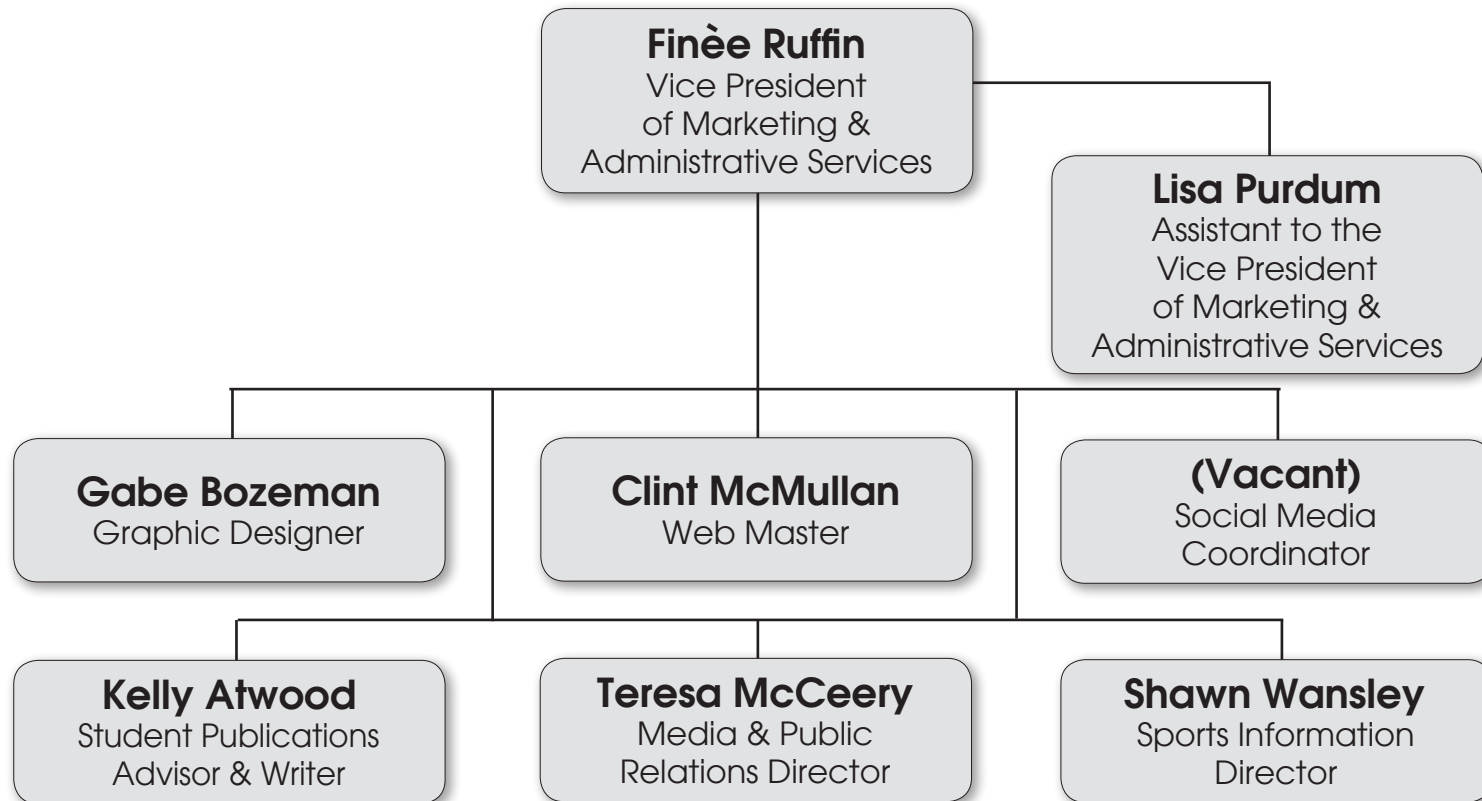 Finèe Ruffin
Vice President
of Marketing &
Administrative Services
Lisa Purdum
Assistant to the
Vice President
of Marketing &
Administrative Services
Gabe Bozeman
Graphic Designer
Clint McMullan
Web Master
(Vacant)
Social Media
Coordinator
Kelly Atwood
Student Publications
Advisor & Writer
Teresa McCeery
Media & Public
Relations Director
Shawn Wansley
Sports Information
Director